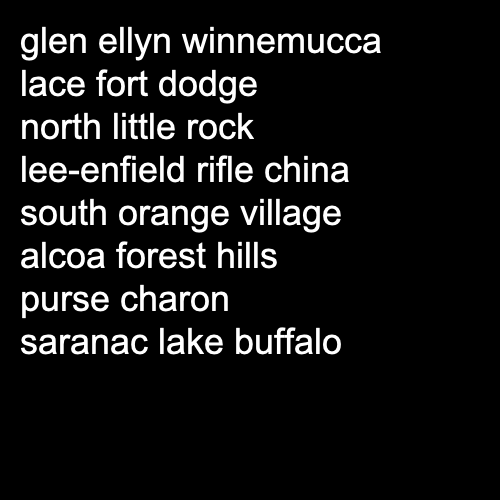 glen ellyn winnemucca
lace fort dodge
north little rock
lee-enfield rifle china
south orange village
alcoa forest hills
purse charon
saranac lake buffalo